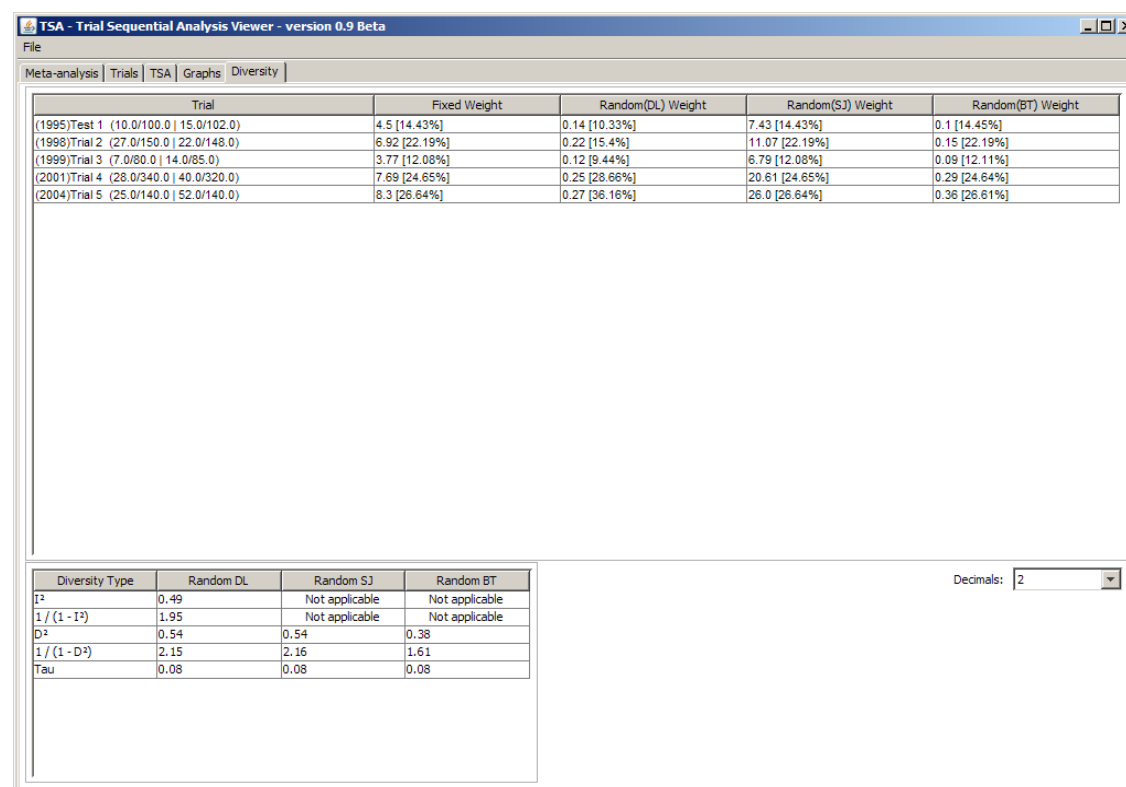 TSA - Trial Sequential Analysis Viewer - version 0.9 Beta
File
Meta-analysis Trials TSA Graphs Diversity
Trial Fixed Weight Random(DL) Weight Random(SJ) Weight Random(BT) Weight
(1995)Test 1 (10.0/100.0 | 15.0/102.0) 4.5 [14.43%] 0.14 [10.33%] 7.43 [14.43%] 0.1 [14.45%]
(1998)Trial 2 (27.0/150.0 | 22.0/148.0) 6.92 [22.19%] 0.22 [15.4%] 11.07 [22.19%] 0.15 [22.19%]
(1999)Trial 3 (7.0/80.0 | 14.0/85.0) 3.77 [12.08%] 0.12 [9.44%] 6.79 [12.08%] 0.09 [12.11%]
(2001)Trial 4 (28.0/340.0 | 40.0/320.0) 7.69 [24.65%] 0.25 [28.66%] 20.61 [24.65%] 0.29 [24.64%]
(2004)Trial 5 (25.0/140.0 | 52.0/140.0) 8.3 [26.64%] 0.27 [36.16%] 26.0 [26.64%] 0.36 [26.61%]
Diversity Type Random DL Random SJ Random BT
I² 0.49 Not applicable Not applicable
1 / (1 - I²) 1.95 Not applicable Not applicable
D² 0.54 0.54 0.38
1 / (1 - D²) 2.15 2.16 1.61
Tau 0.08 0.08 0.08
Decimals: 2